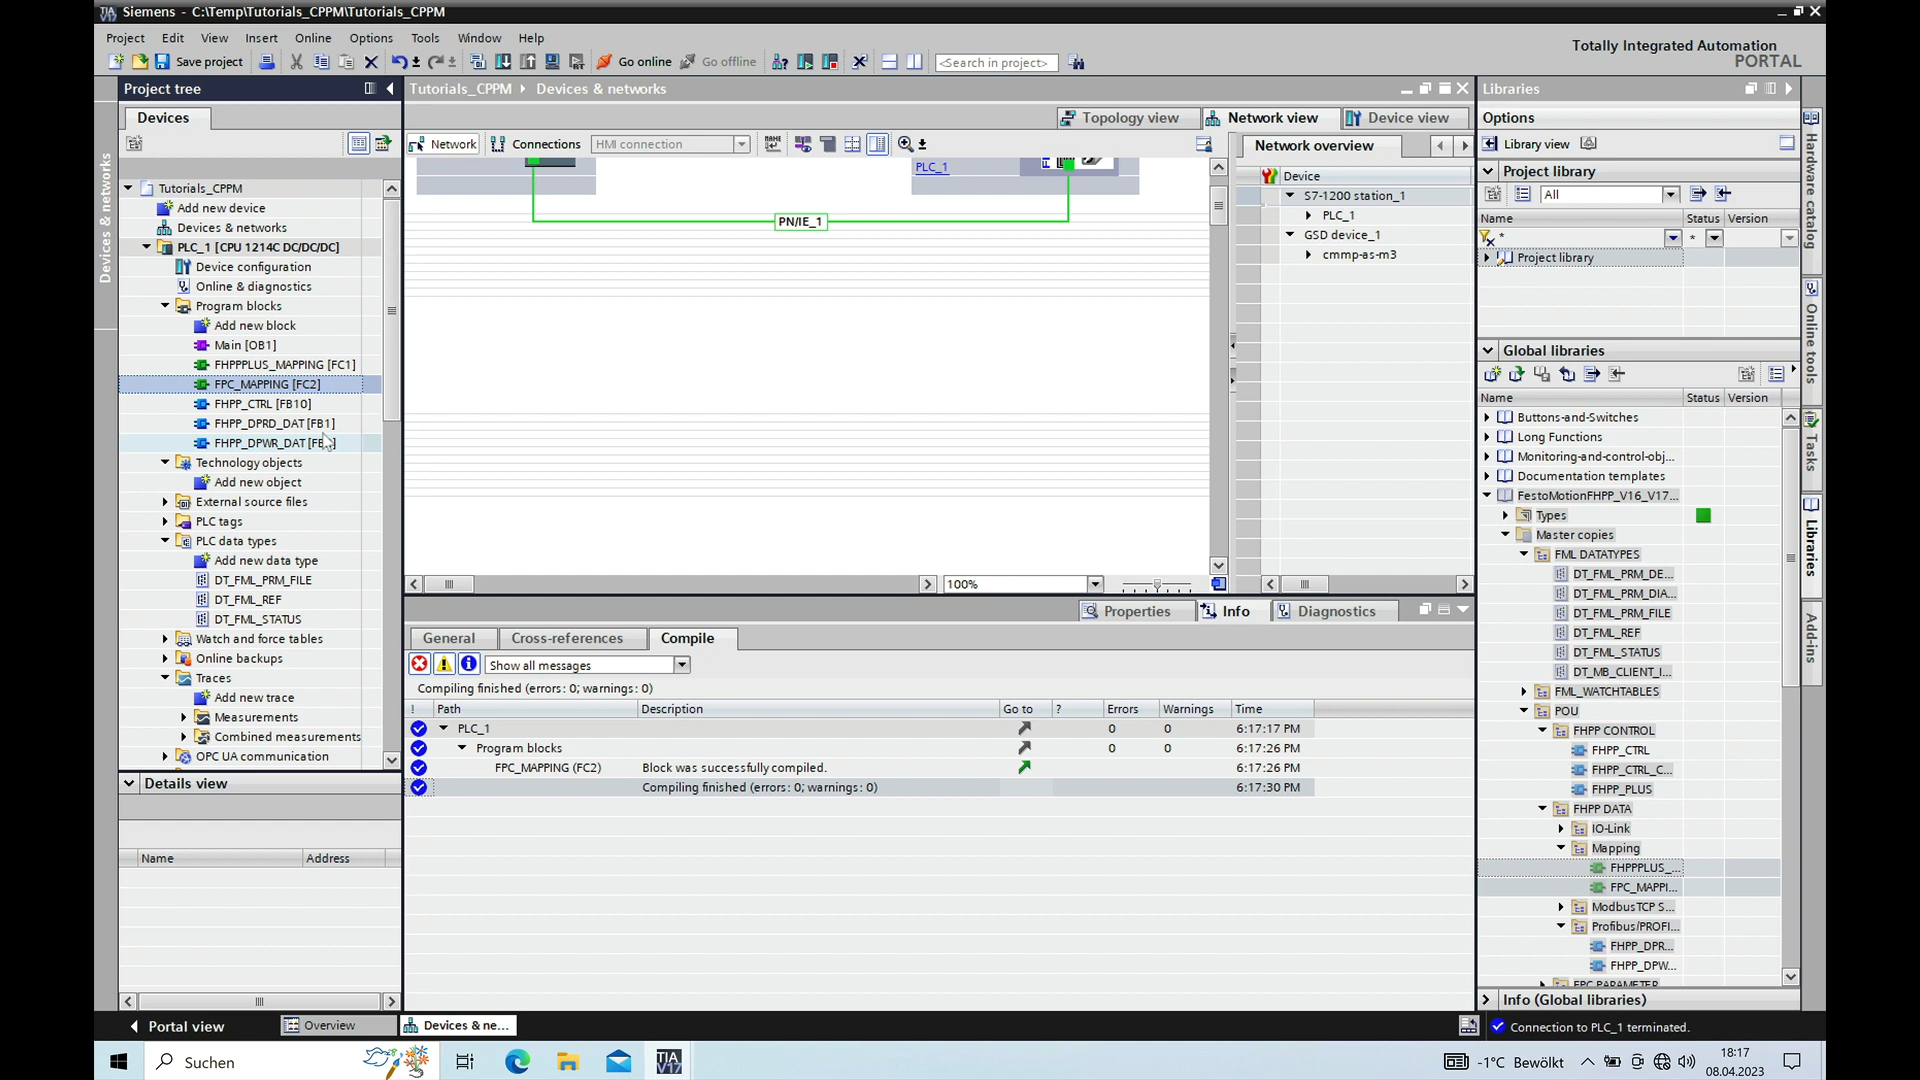 Siemens - C:\Temp\Tutorials_CPPM\Tutorials_CPPM
Project Edit View Insert Online Options Tools Window Help
Totally Integrated Automation
PORTAL
Save project
Go online
Go offline
<Search in project>
Project tree
Tutorials_CPPM
Devices & networks
Libraries
Devices
Topology view
Network view
Device view
Options
Network
Connections
HMI connection
Network overview
Library view
Devices & networks
Tutorials_CPPM
Add new device
Devices & networks
PLC_1 [CPU 1214C DC/DC/DC]
Device configuration
Online & diagnostics
Program blocks
Add new block
Main [OB1]
FHPPPLUS_MAPPING [FC1]
FPC_MAPPING [FC2]
FHPP_CTRL [FB10]
FHPP_DPRD_DAT [FB1]
FHPP_DPWR_DAT
Technology objects
Add new object
External source files
PLC tags
PLC data types
Add new data type
DT_FML_PRM_FILE
DT_FML_REF
DT_FML_STATUS
Watch and force tables
Online backups
Traces
Add new trace
Measurements
Combined measurements
OPC UA communication
Details view
Name Address
PLC_1
PN/IE_1
100%
Device
S7-1200 station_1
PLC_1
GSD device_1
cmmp-as-m3
Properties
Info
Diagnostics
General
Cross-references
Compile
Show all messages
Compiling finished (errors: 0; warnings: 0)
! Path Description Go to ? Errors Warnings Time
PLC_1 0 0 6:17:17 PM
Program blocks 0 0 6:17:26 PM
FPC_MAPPING (FC2) Block was successfully compiled. 6:17:26 PM
Compiling finished (errors: 0; warnings: 0) 6:17:30 PM
Project library
All
Name Status Version
*
*
Project library
Global libraries
Name Status Version
Buttons-and-Switches
Long Functions
Monitoring-and-control-obj...
Documentation templates
FestoMotionFHPP_V16_V17...
Types
Master copies
FML DATATYPES
DT_FML_PRM_DE...
DT_FML_PRM_DIA...
DT_FML_PRM_FILE
DT_FML_REF
DT_FML_STATUS
DT_MB_CLIENT_I...
FML_WATCHTABLES
POU
FHPP CONTROL
FHPP_CTRL
FHPP_CTRL_C...
FHPP_PLUS
FHPP DATA
IO-Link
Mapping
FHPPPLUS_...
FPC_MAPPI...
ModbusTCP S...
Profibus/PROFI...
FHPP_DPR...
FHPP_DPW...
FPC PARAMETER
Info (Global libraries)
Hardware catalog
Online tools
Tasks
Libraries
Add-ins
Portal view
Overview
Devices & ne...
Connection to PLC_1 terminated.
Suchen
TIA
V17
-1°C Bewölkt
18:17
08.04.2023